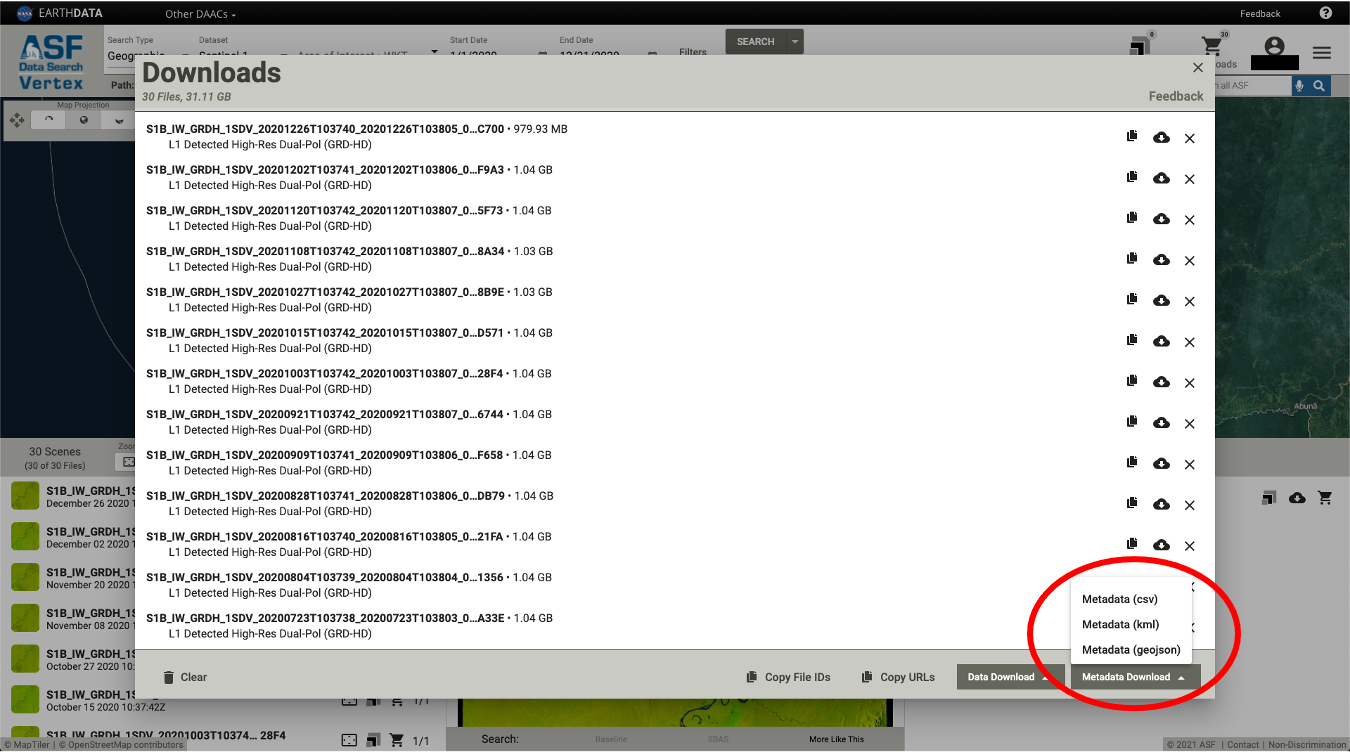 EARTHDATA
Other DAACs
Feedback
ASF
Data Search
Vertex
Search Type
Dataset
Start Date
End Date
Filters
SEARCH
0
30
Path:
Map Projection
Downloads
30 Files, 31.11 GB
Feedback
S1B_IW_GRDH_1SDV_20201226T103740_20201226T103805_0...C700 • 979.93 MB
L1 Detected High-Res Dual-Pol (GRD-HD)
S1B_IW_GRDH_1SDV_20201202T103741_20201202T103806_0...F9A3 • 1.04 GB
L1 Detected High-Res Dual-Pol (GRD-HD)
S1B_IW_GRDH_1SDV_20201120T103742_20201120T103807_0...5F73 • 1.04 GB
L1 Detected High-Res Dual-Pol (GRD-HD)
S1B_IW_GRDH_1SDV_20201108T103742_20201108T103807_0...8A34 • 1.03 GB
L1 Detected High-Res Dual-Pol (GRD-HD)
S1B_IW_GRDH_1SDV_20201027T103742_20201027T103807_0...8B9E • 1.03 GB
L1 Detected High-Res Dual-Pol (GRD-HD)
S1B_IW_GRDH_1SDV_20201015T103742_20201015T103807_0...D571 • 1.04 GB
L1 Detected High-Res Dual-Pol (GRD-HD)
S1B_IW_GRDH_1SDV_20201003T103742_20201003T103807_0...28F4 • 1.04 GB
L1 Detected High-Res Dual-Pol (GRD-HD)
S1B_IW_GRDH_1SDV_20200921T103742_20200921T103807_0...6744 • 1.04 GB
L1 Detected High-Res Dual-Pol (GRD-HD)
S1B_IW_GRDH_1SDV_20200909T103741_20200909T103806_0...F658 • 1.04 GB
L1 Detected High-Res Dual-Pol (GRD-HD)
S1B_IW_GRDH_1SDV_20200828T103741_20200828T103806_0...DB79 • 1.04 GB
L1 Detected High-Res Dual-Pol (GRD-HD)
S1B_IW_GRDH_1SDV_20200816T103740_20200816T103805_0...21FA • 1.04 GB
L1 Detected High-Res Dual-Pol (GRD-HD)
S1B_IW_GRDH_1SDV_20200804T103739_20200804T103804_0...1356 • 1.04 GB
L1 Detected High-Res Dual-Pol (GRD-HD)
S1B_IW_GRDH_1SDV_20200723T103738_20200723T103803_0...A33E • 1.04 GB
L1 Detected High-Res Dual-Pol (GRD-HD)
Metadata (csv)
Metadata (kml)
Metadata (geojson)
Clear
Copy File IDs
Copy URLs
Data Download
Metadata Download
Abunã
30 Scenes
(30 of 30 Files)
S1B_IW_GRDH_1S
December 26 2020 1
S1B_IW_GRDH_1S
December 02 2020 1
S1B_IW_GRDH_1S
November 20 2020 1
S1B_IW_GRDH_1S
November 08 2020 1
S1B_IW_GRDH_1S
October 27 2020 10:
S1B_IW_GRDH_1S
October 15 2020 10:37:42Z
1/1
S1B_IW_GRDH_1SDV_20201003T10374... 28F4
1/1
Search:
Baseline
SBAS
More Like This
© MapTiler | © OpenStreetMap contributors
© 2021 ASF | Contact | Non-Discrimination